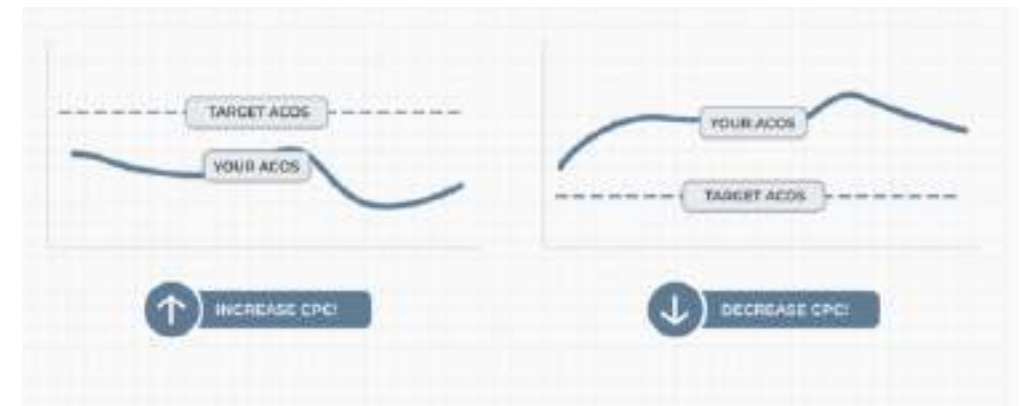 TARGET ACOS
YOUR ACOS
INCREASE CPC!
YOUR ACOS
TARGET ACOS
DECREASE CPC!